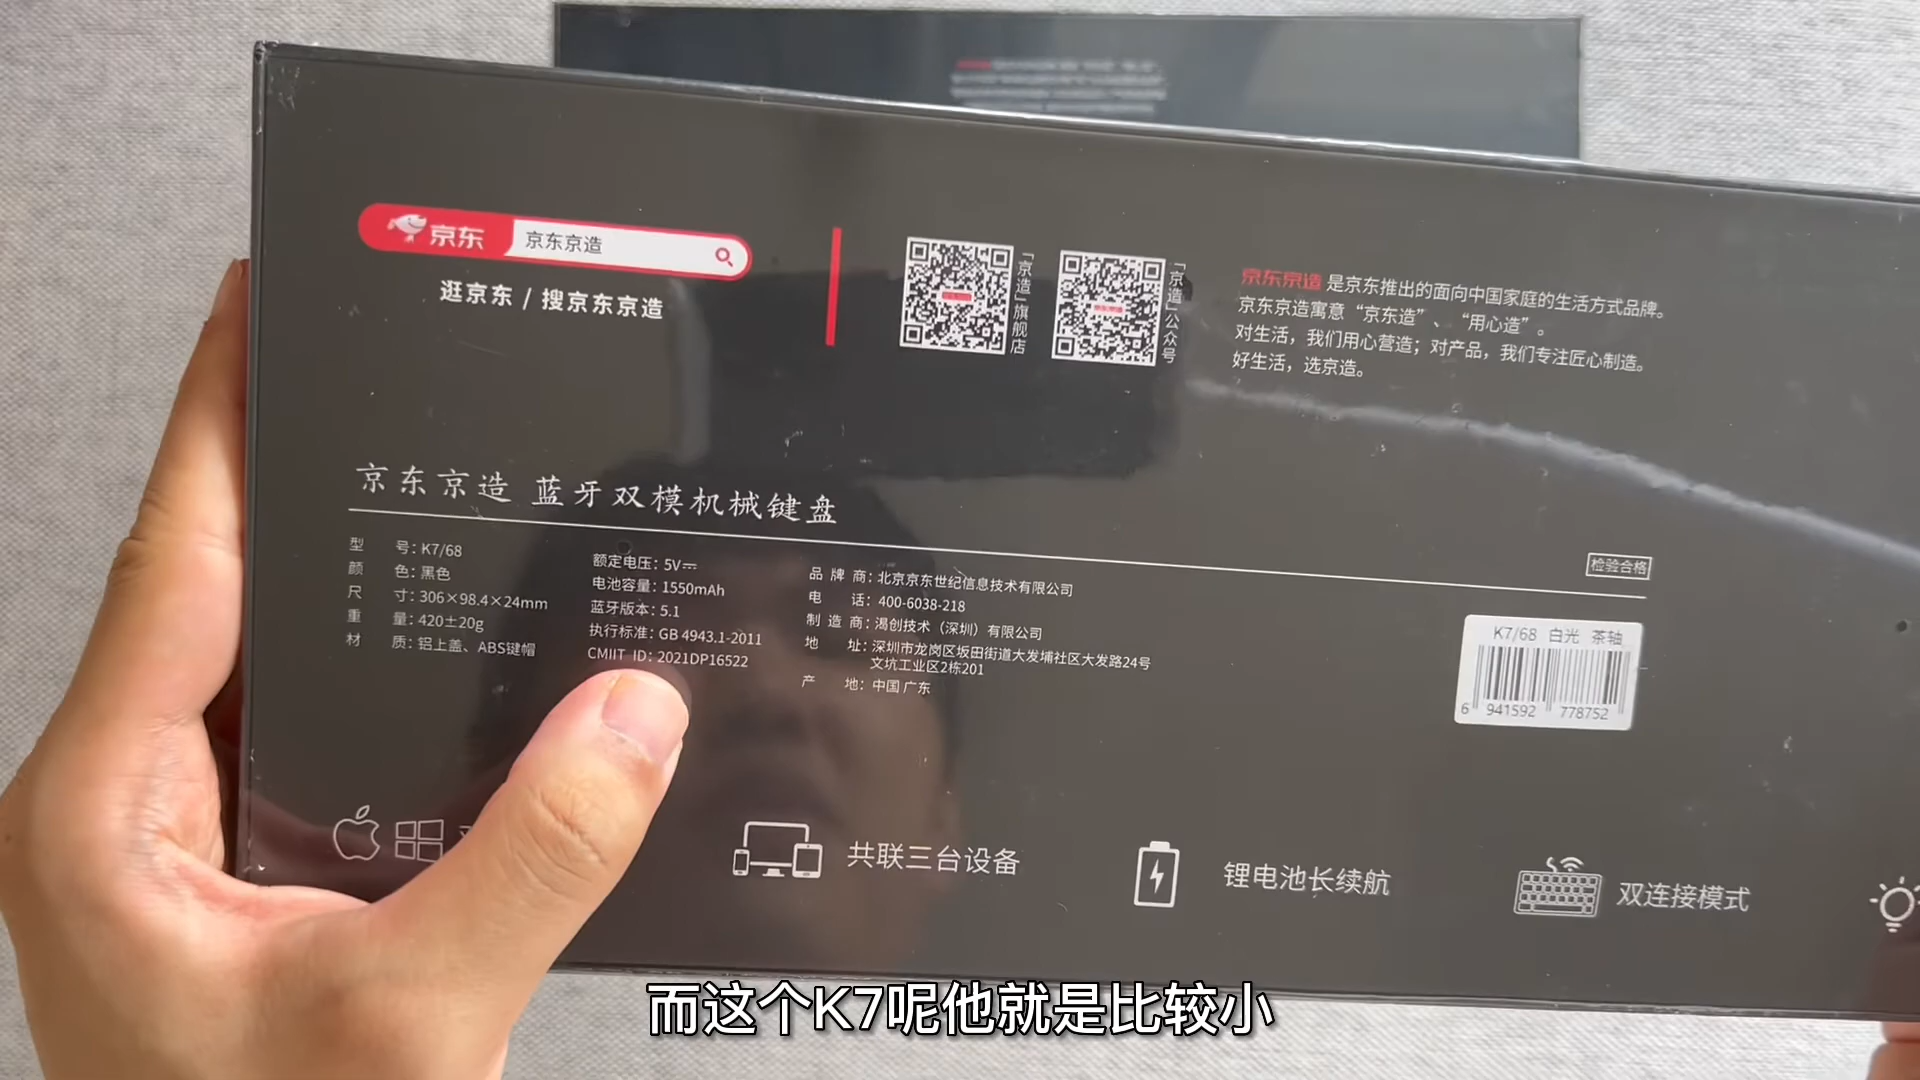 京东 京东京造
逛京东 / 搜京东京造
「京造」旗舰店
「京造」公众号
京东京造 是京东推出的面向中国家庭的生活方式品牌。
京东京造寓意“京东造”、“用心造”。
对生活，我们用心营造；对产品，我们专注匠心制造。
好生活，选京造。
京东京造 蓝牙双模机械键盘
型 号：K7/68
颜 色：黑色
尺 寸：306×98.4×24mm
重 量：420±20g
材 质：铝上盖、ABS键帽
额定电压：5V⎓
电池容量：1550mAh
蓝牙版本：5.1
执行标准：GB 4943.1-2011
CMIIT ID：2021DP16522
品 牌 商：北京京东世纪信息技术有限公司
电 话：400-6038-218
制 造 商：渴创技术（深圳）有限公司
地 址：深圳市龙岗区坂田街道大发埔社区大发路24号
文坑工业区2栋201
产 地：中国 广东
检验合格
K7/68 白光 茶轴
6 941592 778752
共联三台设备
锂电池长续航
双连接模式
而这个K7呢他就是比较小